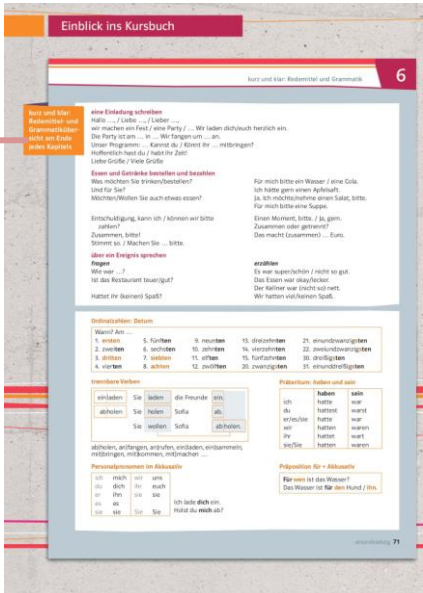 Einblick ins Kursbuch
kurz und klar: Redemittel und Grammatik
6
kurz und klar
Redemittel- und
Grammatiküber-
sicht am Ende
jedes Kapitels
eine Einladung schreiben
Hallo ..., / Liebe ..., / Lieber ...,
wir machen ein Fest / eine Party / ... Wir laden dich/euch herzlich ein.
Die Party ist am ... in ... Wir fangen um ... an.
Unser Programm: ... Kannst du / Könnt ihr ... mitbringen?
Hoffentlich hast du / habt ihr Zeit!
Liebe Grüße / Viele Grüße
Essen und Getränke bestellen und bezahlen
Was möchten Sie trinken/bestellen?
Und für Sie?
Möchten/Wollen Sie auch etwas essen?
Für mich bitte ein Wasser / eine Cola.
Ich hätte gern einen Apfelsaft.
Ja, ich möchte/nehme einen Salat, bitte.
Für mich bitte eine Suppe.
Entschuldigung, kann ich / können wir bitte
zahlen?
Zusammen, bitte!
Stimmt so. / Machen Sie ... bitte.
Einen Moment, bitte. / Ja, gern.
Zusammen oder getrennt?
Das macht (zusammen) ... Euro.
über ein Ereignis sprechen
fragen
Wie war ...?
Ist das Restaurant teuer/gut?
Hattet ihr (keinen) Spaß?
erzählen
Es war super/schön / nicht so gut.
Das Essen war okay/lecker.
Der Kellner war (nicht so) nett.
Wir hatten viel/keinen Spaß.
Ordinalzahlen: Datum
Wann? Am ...
1. ersten 5. fünften 9. neunten 13. dreizehnten 21. einundzwanzigsten
2. zweiten 6. sechsten 10. zehnten 14. vierzehnten 22. zweiundzwanzigsten
3. dritten 7. siebten 11. elften 15. fünfzehnten 30. dreißigsten
4. vierten 8. achten 12. zwölften 20. zwanzigsten 31. einunddreißigsten
trennbare Verben
einladen Sie laden die Freunde ein.
abholen Sie holen Sofia ab.
Sie wollen Sofia abholen.
ab|holen, an|fangen, an|rufen, ein|laden, ein|sammeln,
mit|bringen, mit|kommen, mit|machen ...
Präteritum: haben und sein
haben sein
ich hatte war
du hattest warst
er/es/sie hatte war
wir hatten waren
ihr hattet wart
sie/Sie hatten waren
Personalpronomen im Akkusativ
ich mich wir uns
du dich ihr euch
er ihn sie sie
es es
sie sie Sie Sie
Ich lade dich ein.
Holst du mich ab?
Präposition für + Akkusativ
Für wen ist das Wasser?
Das Wasser ist für den Hund / ihn.
71